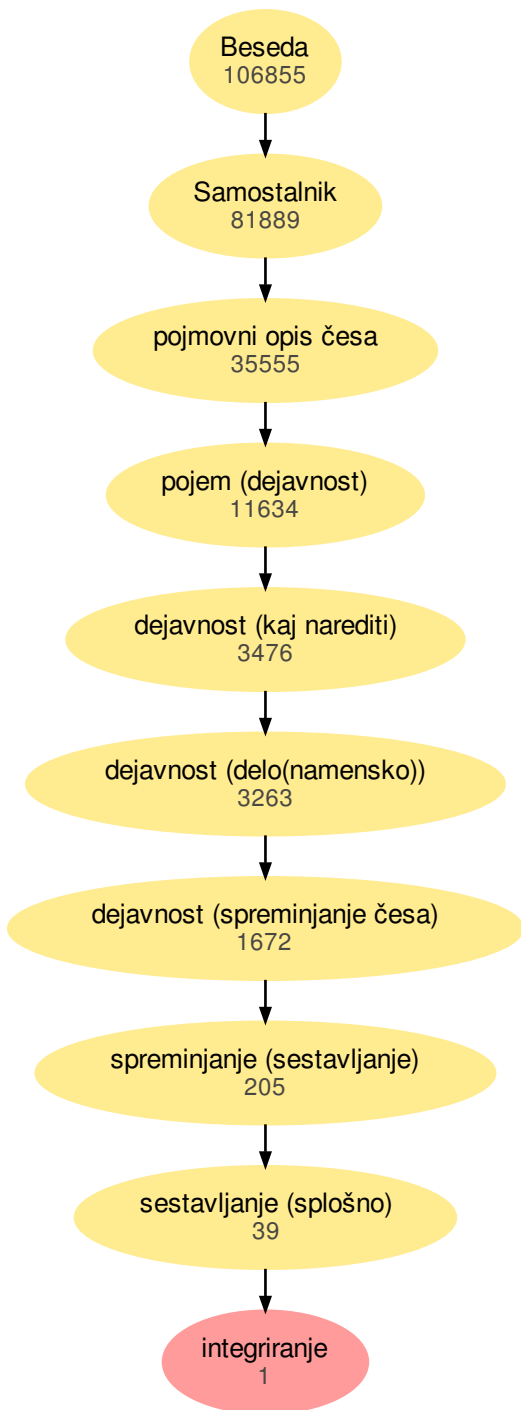 Beseda
106855
Samostalnik
81889
pojmovni opis česa
35555
pojem (dejavnost)
11634
dejavnost (kaj narediti)
3476
dejavnost (delo(namensko))
3263
dejavnost (spreminjanje česa)
1672
spreminjanje (sestavljanje)
205
sestavljanje (splošno)
39
integriranje
1